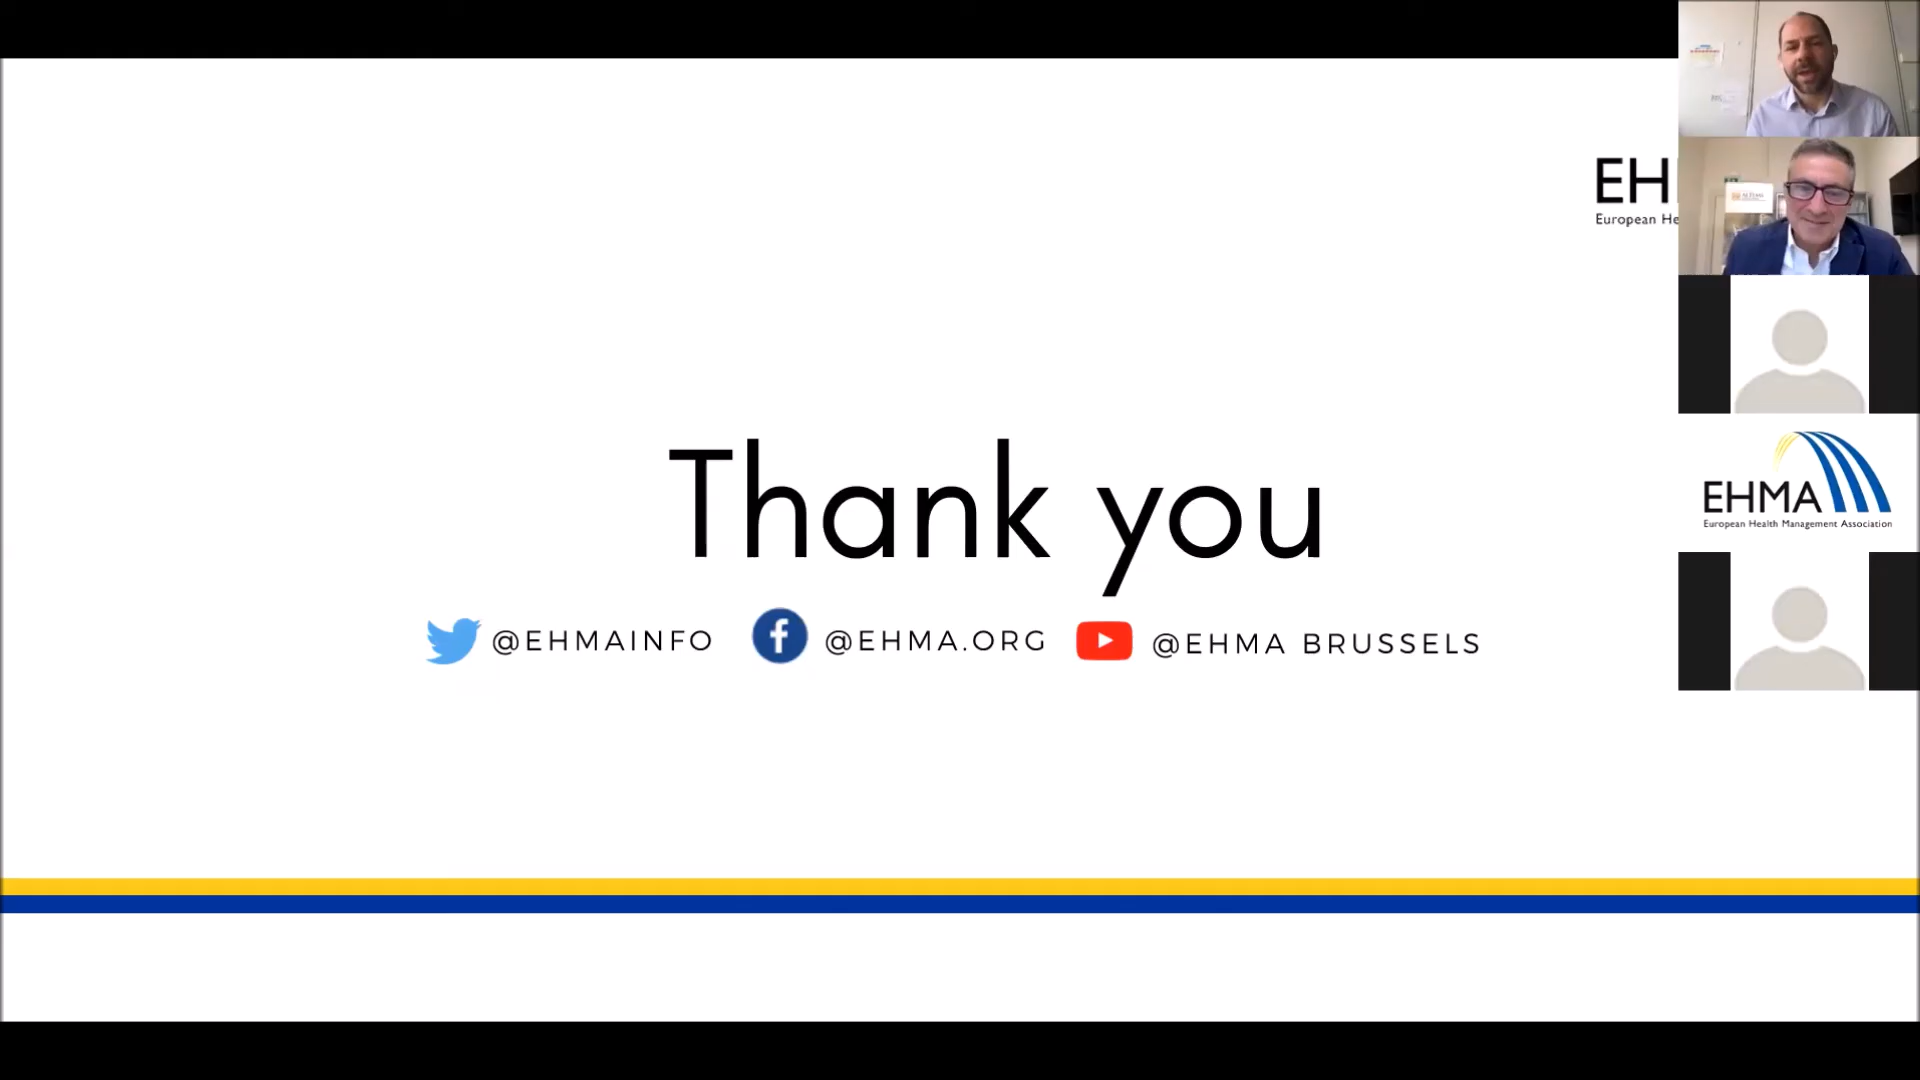 EH
European He
Thank you
@EHMAINFO
@EHMA.ORG
@EHMA BRUSSELS
EHMA
European Health Management Association